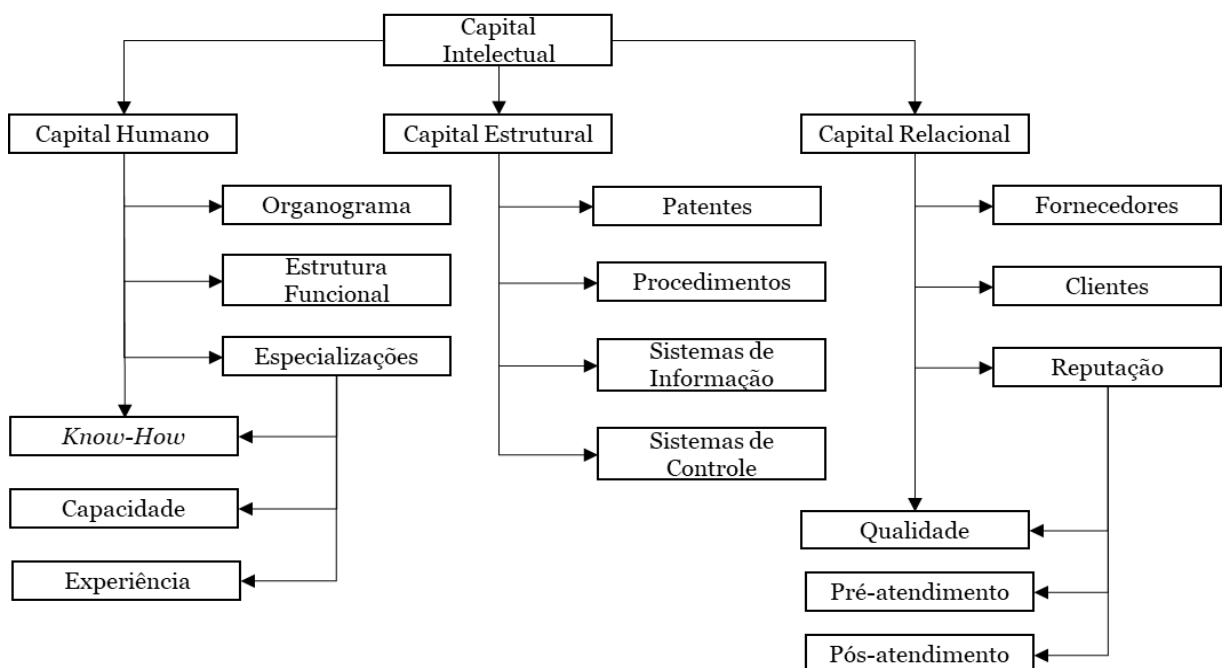 Capital
Intelectual
Capital Humano
Capital Estrutural
Capital Relacional
Organograma
Estrutura
Funcional
Especializações
Know-How
Capacidade
Experiência
Patentes
Procedimentos
Sistemas de
Informação
Sistemas de
Controle
Fornecedores
Clientes
Reputação
Qualidade
Pré-atendimento
Pós-atendimento